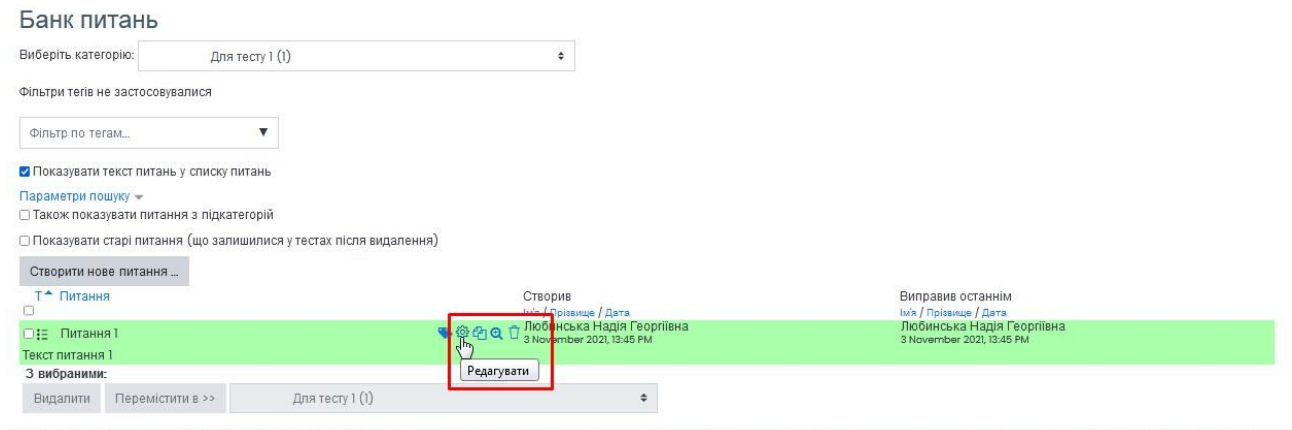 Банк питань
Виберіть категорію: Для тесту 1 (1)
Фільтри тегів не застосовувалися
Фільтр по тегам...
Показувати текст питань у списку питань
Параметри пошуку
Також показувати питання з підкатегорій
Показувати старі питання (що залишилися у тестах після видалення)
Створити нове питання ...
Т Питання Створив Виправив останнім
Ім'я / Прізвище / Дата Ім'я / Прізвище / Дата
Питання 1 Любинська Надія Георгіївна Любинська Надія Георгіївна
3 November 2021, 13:45 PM 3 November 2021, 13:45 PM
Текст питання 1
Редагувати
З вибраними:
Видалити Перемістити в >> Для тесту 1 (1)